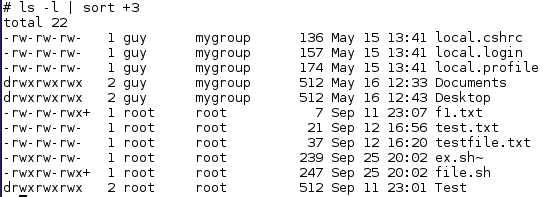 # ls -l | sort +3
total 22
-rw-rw-rw-   1 guy      mygroup      136 May 15 13:41 local.cshrc
-rw-rw-rw-   1 guy      mygroup      157 May 15 13:41 local.login
-rw-rw-rw-   1 guy      mygroup      174 May 15 13:41 local.profile
drwxrwxrwx   2 guy      mygroup      512 May 16 12:33 Documents
drwxrwxrwx   2 guy      mygroup      512 May 16 12:43 Desktop
-rw-rw-rwx+  1 root     root           7 Sep 11 23:07 f1.txt
-rw-rw-rw-   1 root     root          21 Sep 12 16:56 test.txt
-rw-rw-rw-   1 root     root          37 Sep 12 16:20 testfile.txt
-rwxrw-rw-   1 root     root         239 Sep 25 20:02 ex.sh~
-rwxrw-rwx+  1 root     root         247 Sep 25 20:02 file.sh
drwxrwxrwx   2 root     root         512 Sep 11 23:01 Test